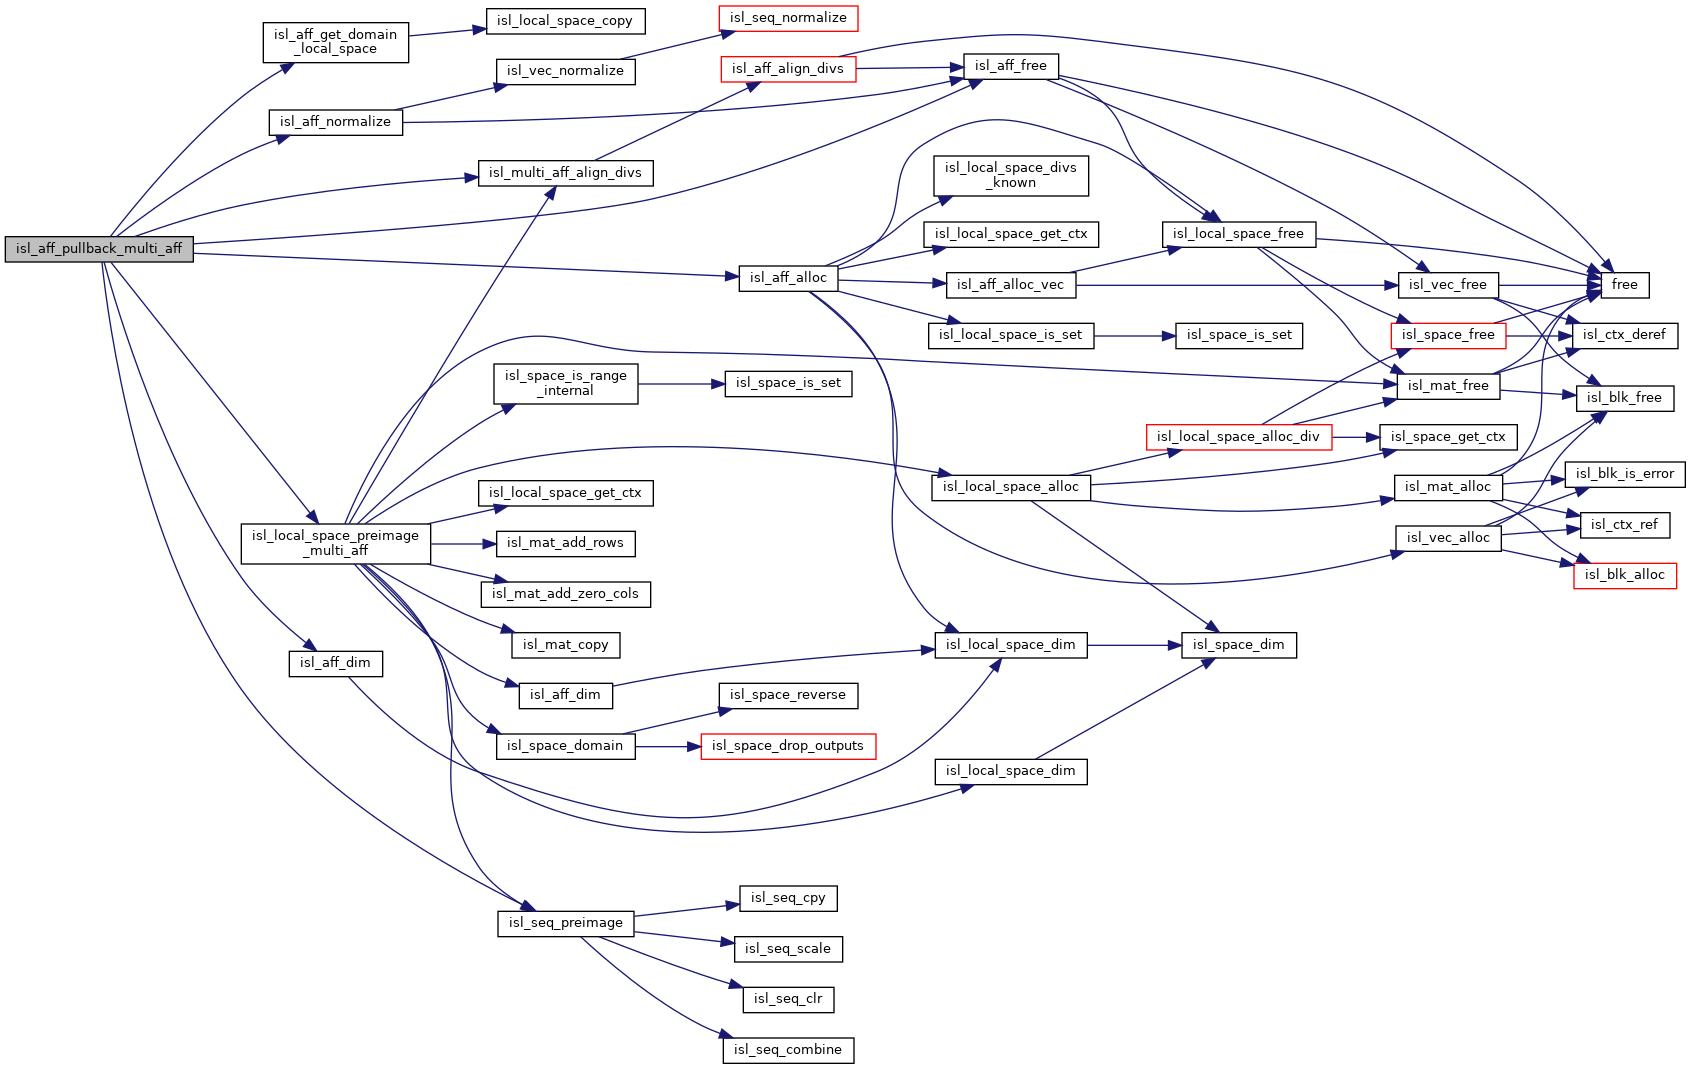 isl_aff_pullback_multi_aff
isl_aff_get_domain
_local_space
isl_aff_normalize
isl_local_space_preimage
_multi_aff
isl_aff_dim
isl_local_space_copy
isl_vec_normalize
isl_multi_aff_align_divs
isl_space_is_range
_internal
isl_local_space_get_ctx
isl_mat_add_rows
isl_mat_add_zero_cols
isl_mat_copy
isl_aff_dim
isl_space_domain
isl_seq_preimage
isl_seq_normalize
isl_aff_align_divs
isl_aff_alloc
isl_space_is_set
isl_space_reverse
isl_space_drop_outputs
isl_seq_cpy
isl_seq_scale
isl_seq_clr
isl_seq_combine
isl_aff_free
isl_local_space_divs
_known
isl_local_space_get_ctx
isl_aff_alloc_vec
isl_local_space_is_set
isl_local_space_alloc
isl_local_space_dim
isl_local_space_dim
isl_local_space_free
isl_space_is_set
isl_local_space_alloc_div
isl_space_dim
isl_vec_free
isl_space_free
isl_mat_free
isl_space_get_ctx
isl_mat_alloc
isl_vec_alloc
free
isl_ctx_deref
isl_blk_free
isl_blk_is_error
isl_ctx_ref
isl_blk_alloc